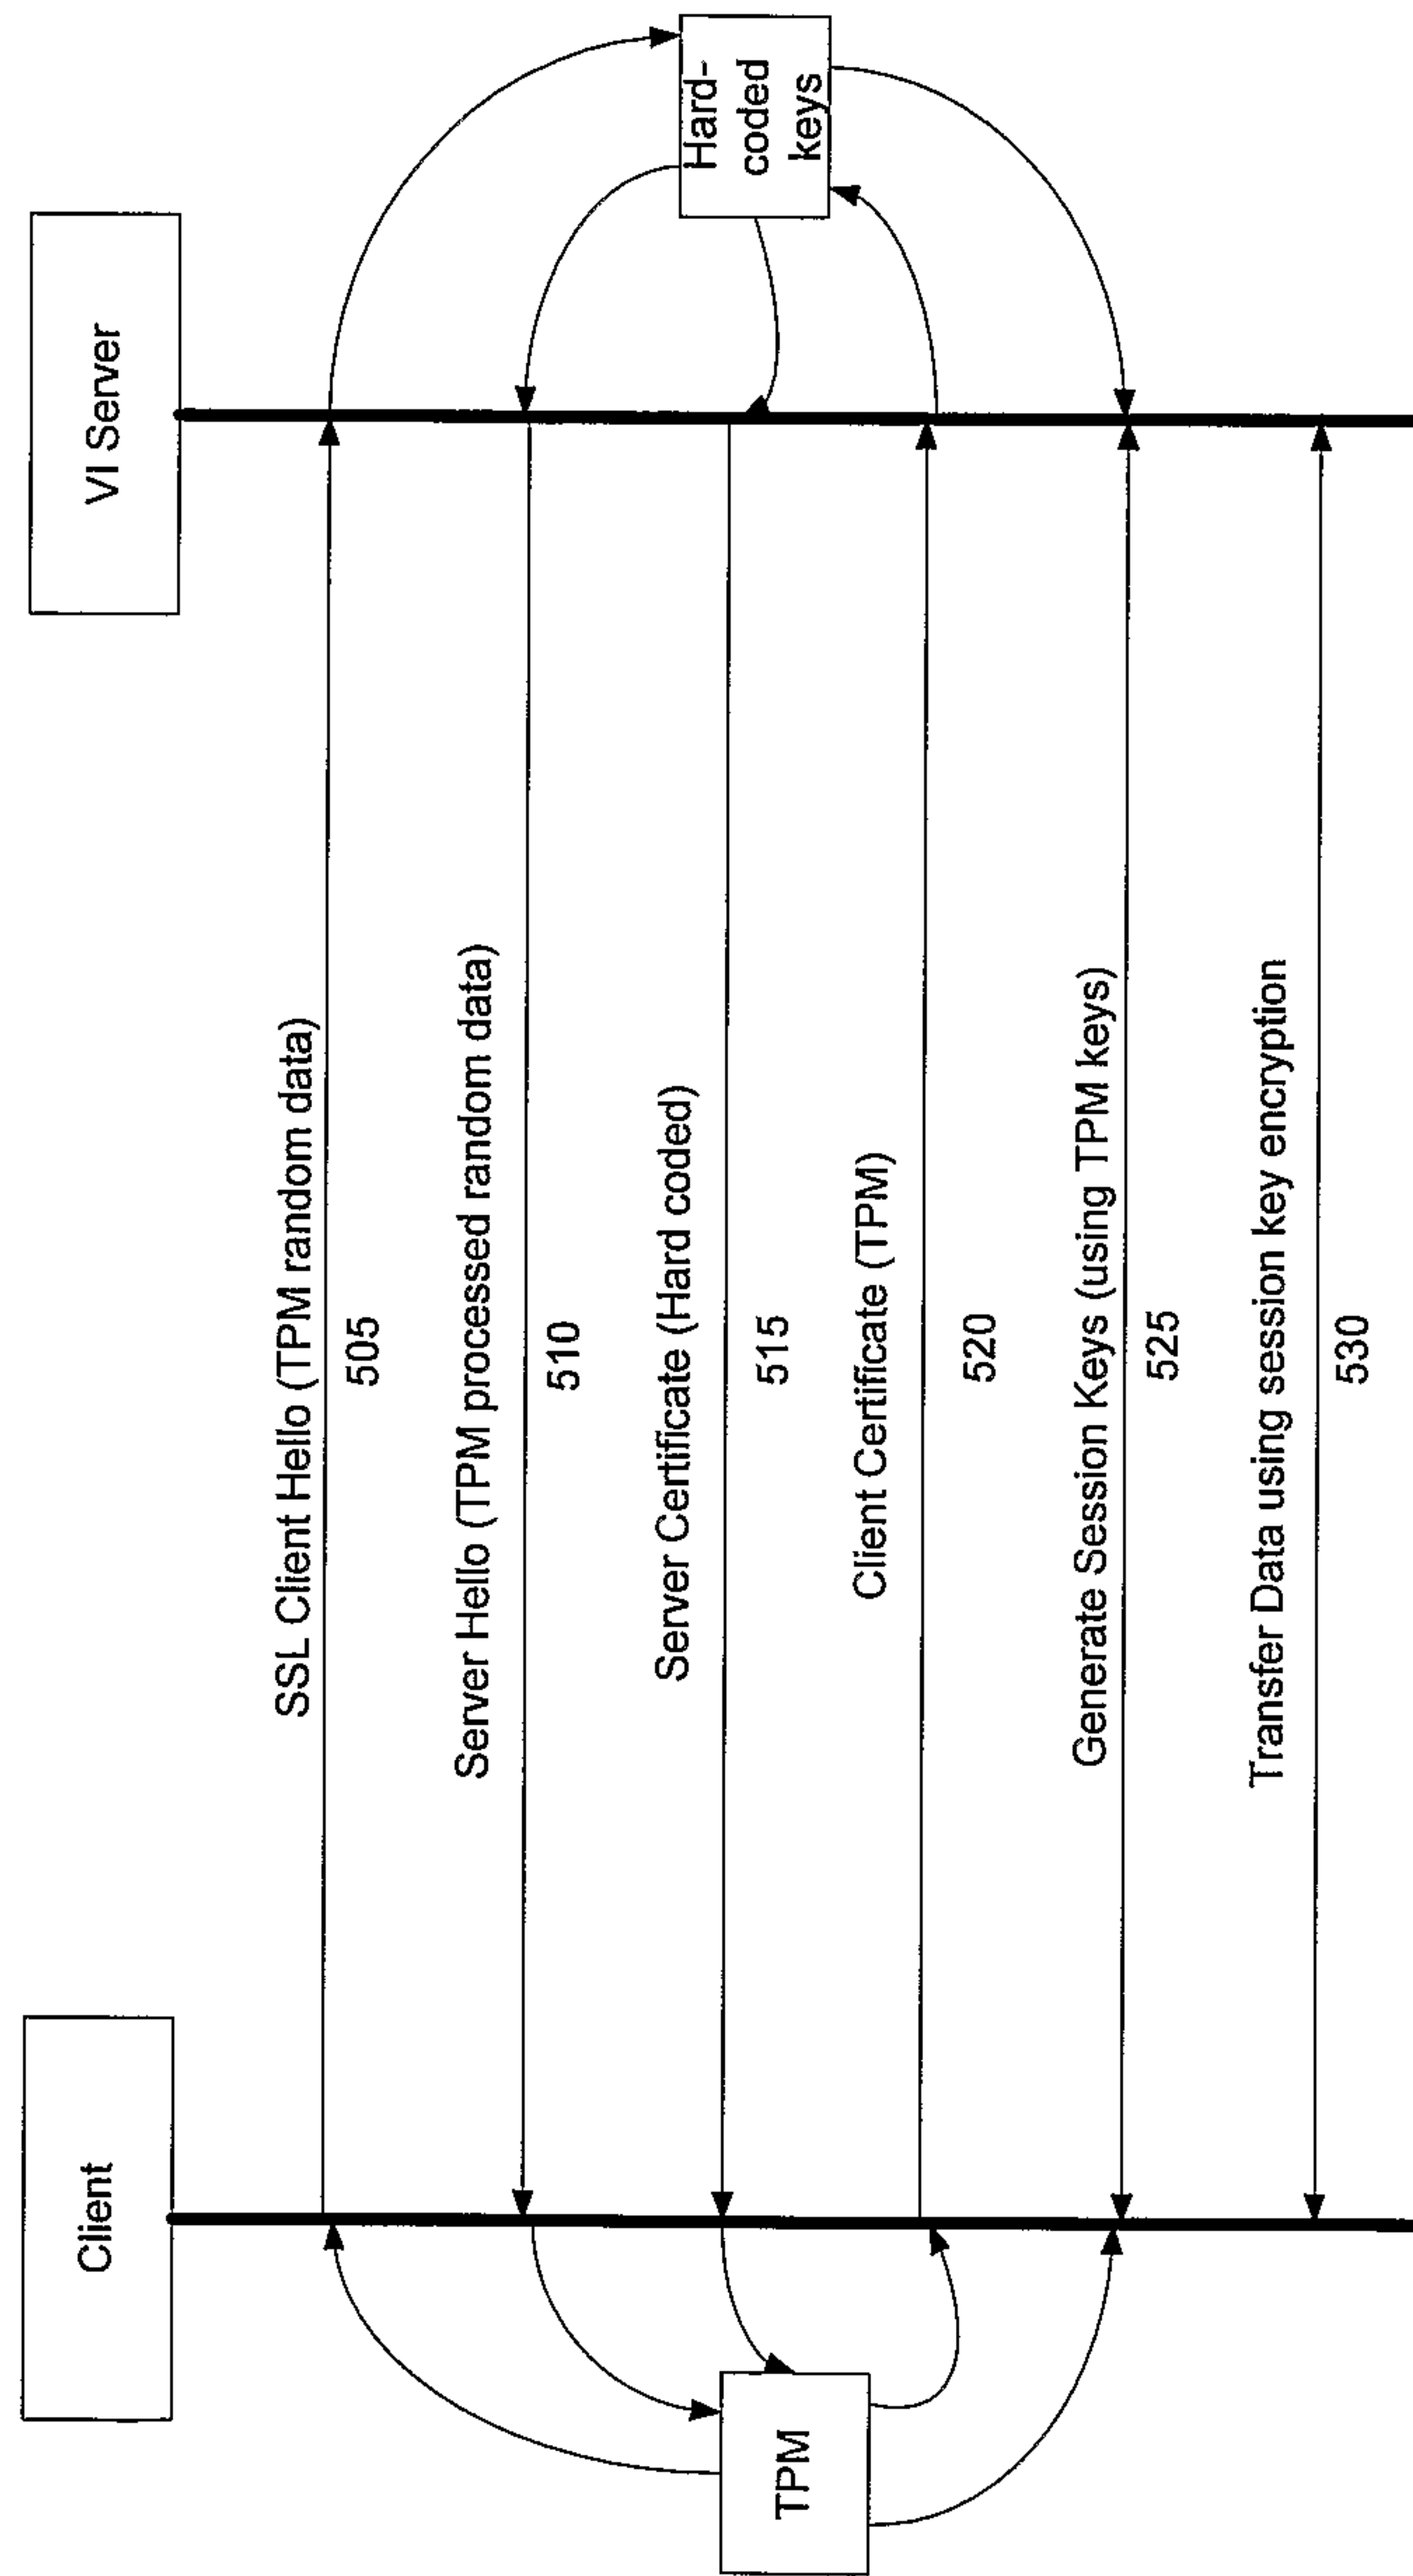 Client
VI Server
SSL Client Hello (TPM random data)
505
Server Hello (TPM processed random data)
510
Server Certificate (Hard coded)
515
Client Certificate (TPM)
520
Generate Session Keys (using TPM keys)
525
Transfer Data using session key encryption
530
TPM
Hard-
coded
keys